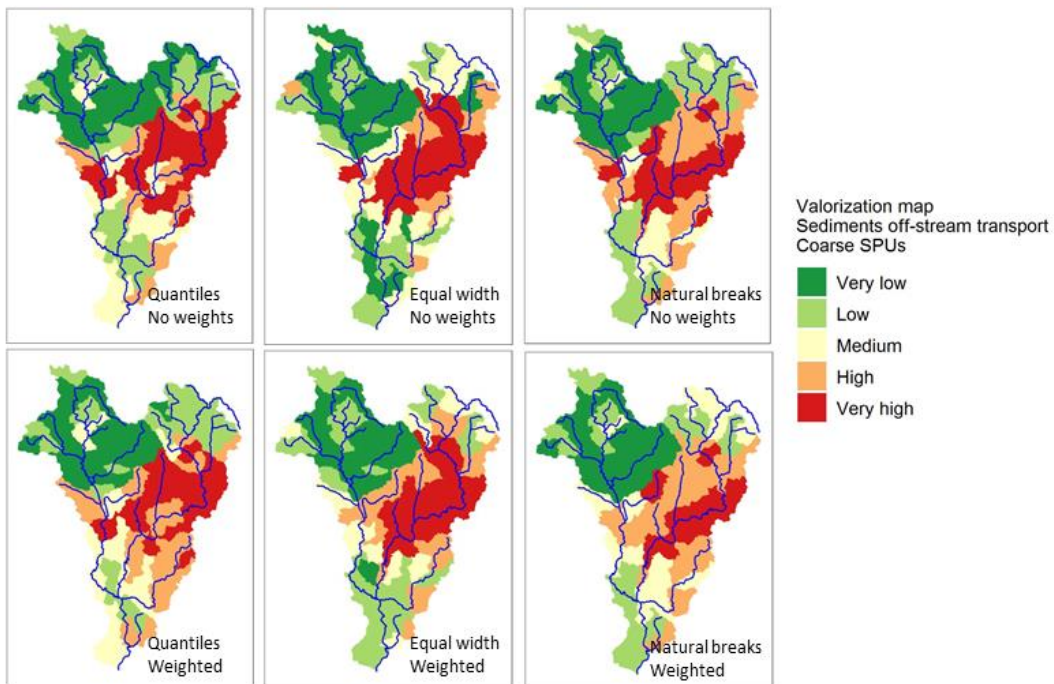 Quantiles
No weights
Equal width
No weights
Natural breaks
No weights
Valorization map
Sediments off-stream transport
Coarse SPUs
Very low
Low
Medium
High
Very high
Quantiles
Weighted
Equal width
Weighted
Natural breaks
Weighted